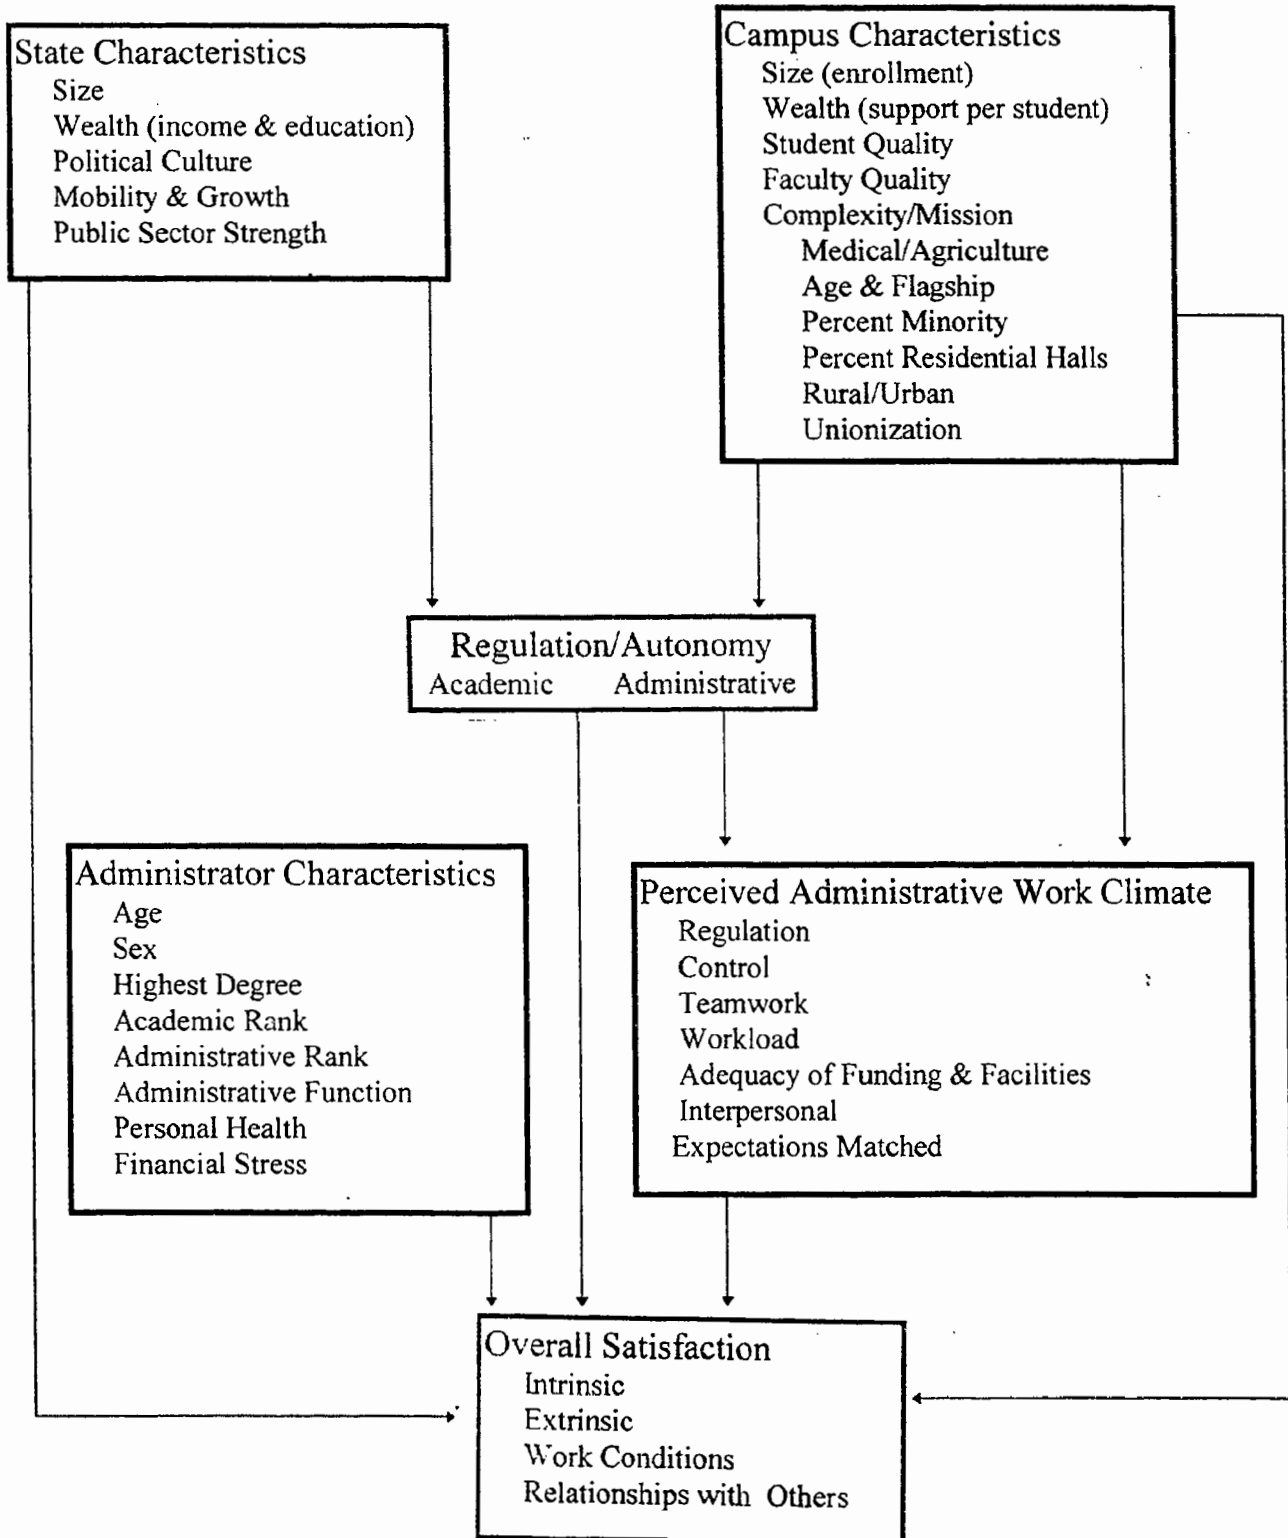 State Characteristics
Size
Wealth (income & education)
Political Culture
Mobility & Growth
Public Sector Strength
Campus Characteristics
Size (enrollment)
Wealth (support per student)
Student Quality
Faculty Quality
Complexity/Mission
Medical/Agriculture
Age & Flagship
Percent Minority
Percent Residential Halls
Rural/Urban
Unionization
Regulation/Autonomy
Academic Administrative
Administrator Characteristics
Age
Sex
Highest Degree
Academic Rank
Administrative Rank
Administrative Function
Personal Health
Financial Stress
Perceived Administrative Work Climate
Regulation
Control
Teamwork
Workload
Adequacy of Funding & Facilities
Interpersonal
Expectations Matched
Overall Satisfaction
Intrinsic
Extrinsic
Work Conditions
Relationships with Others